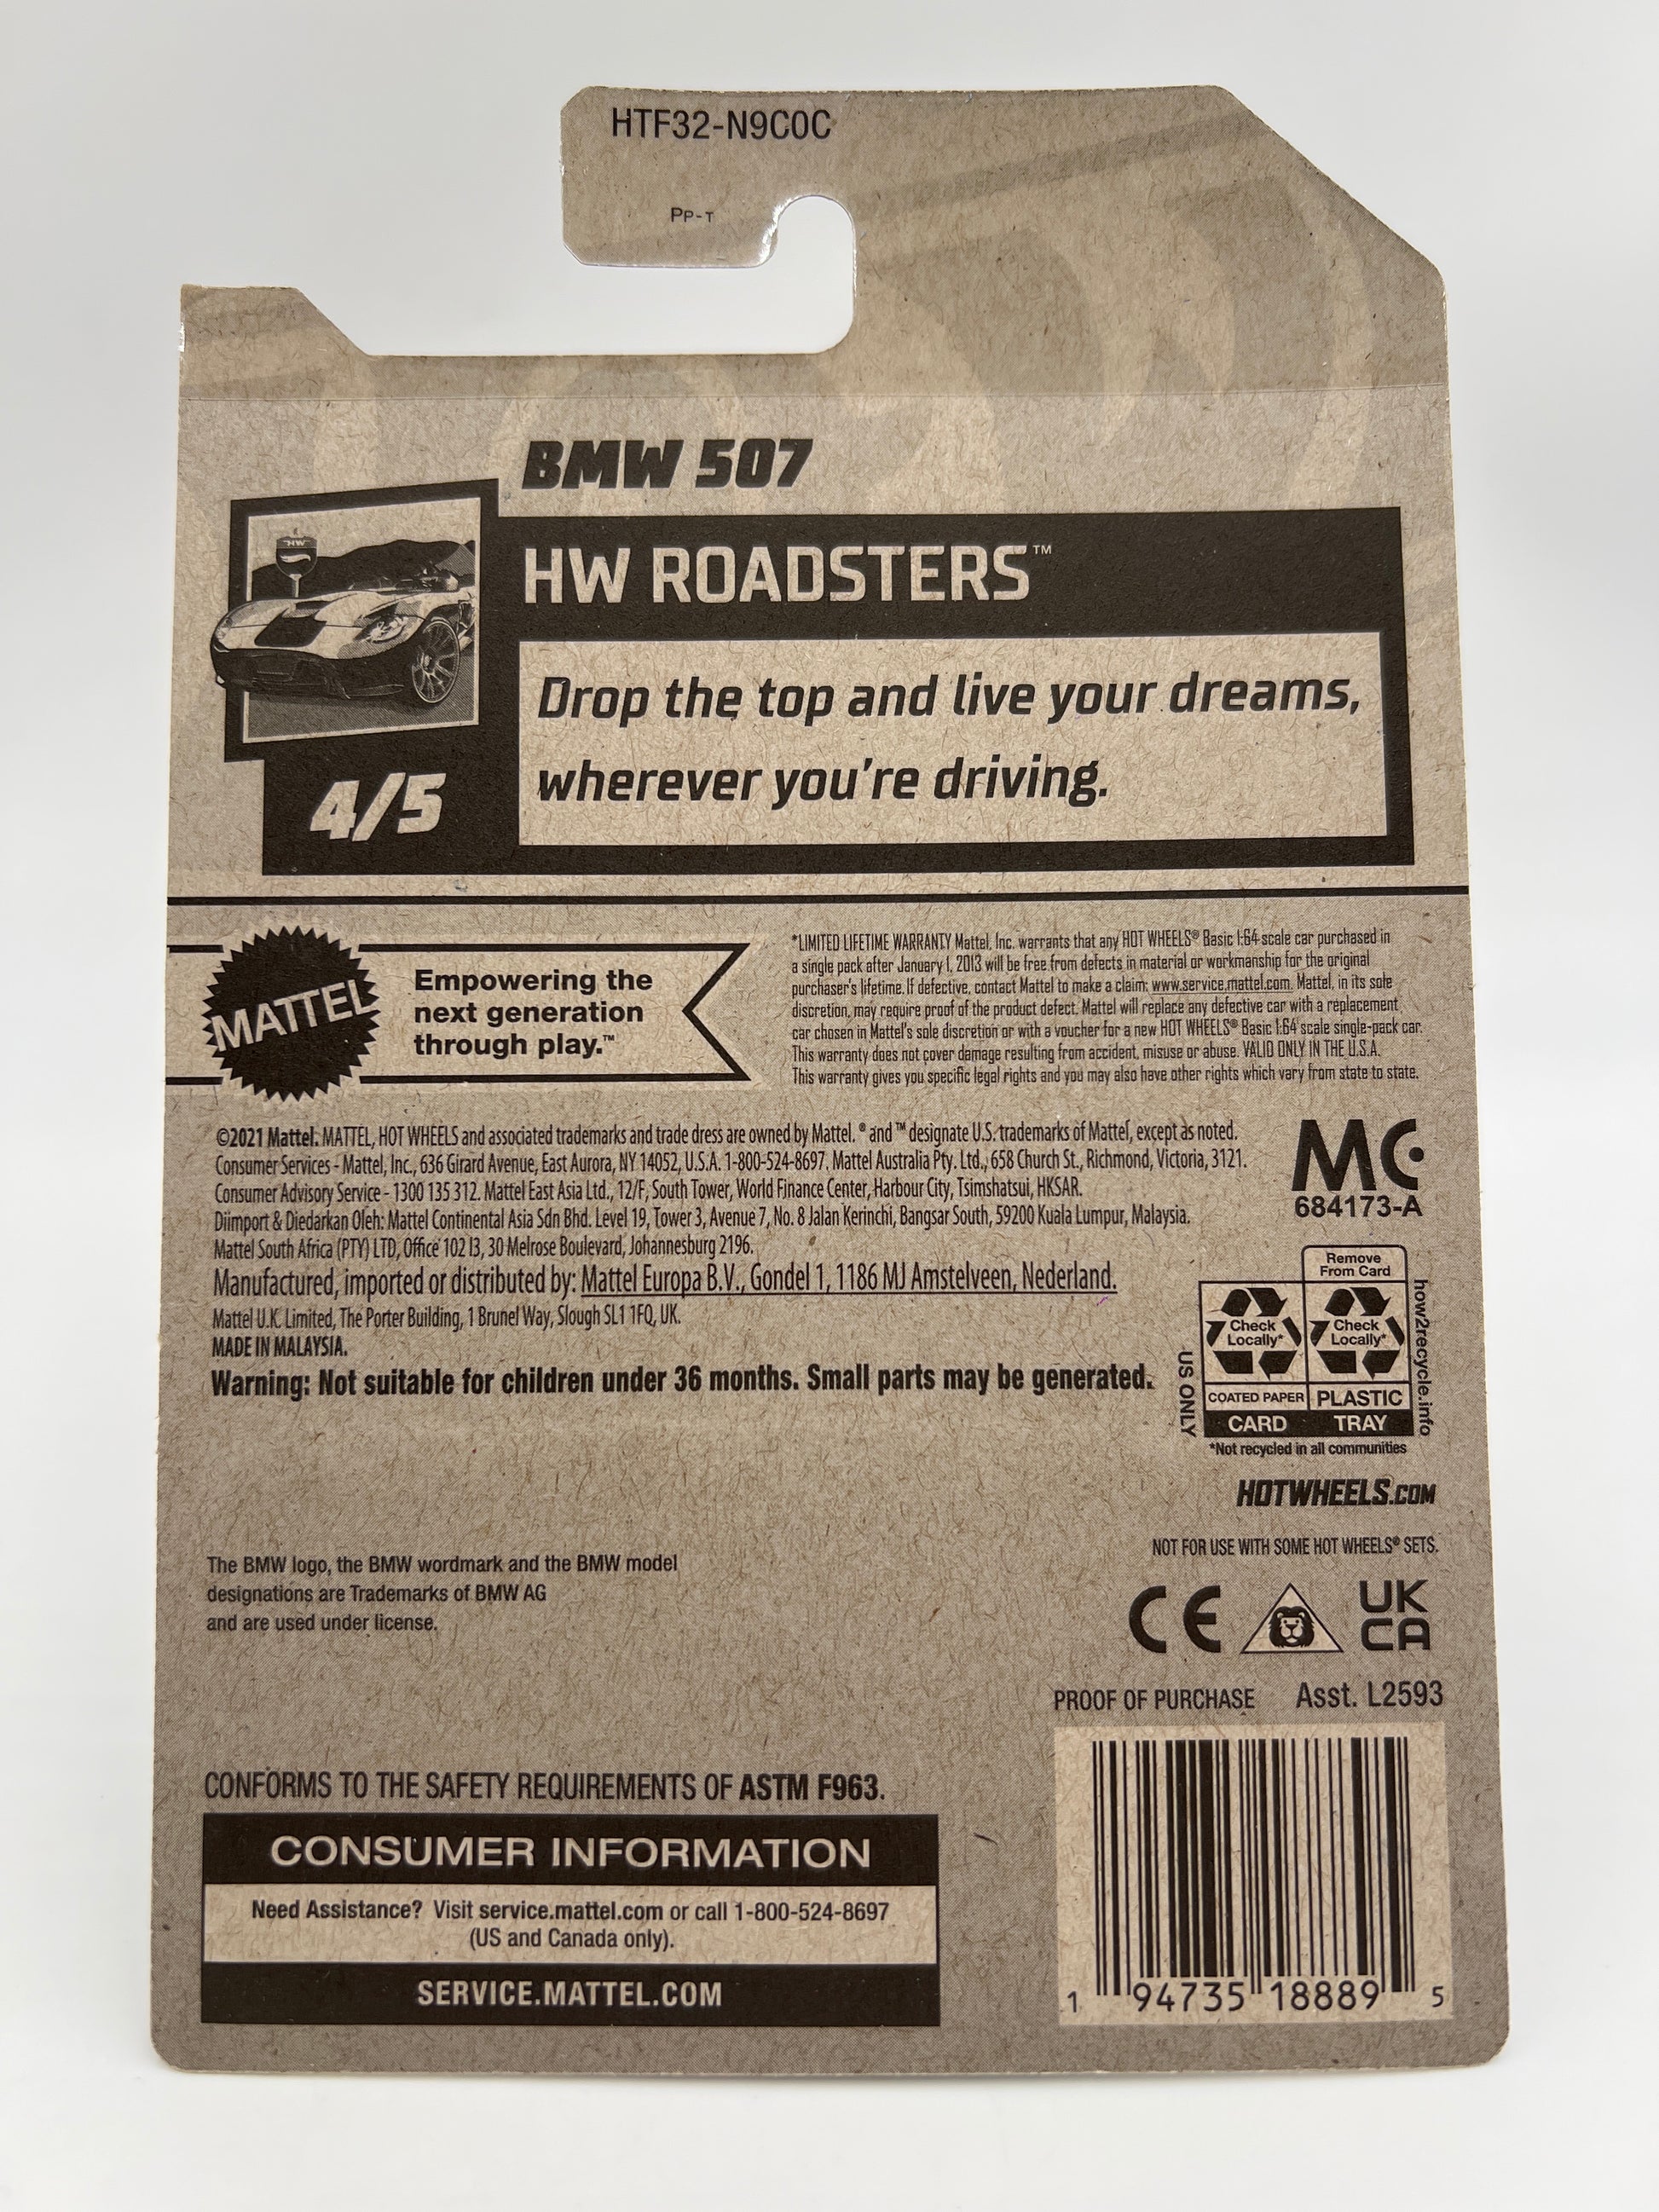 HTF32-N9C0C
PP-T
BMW 507
HW
HW ROADSTERS™
Drop the top and live your dreams,
wherever you're driving.
4/5
MATTEL
Empowering the
next generation
through play.™
*LIMITED LIFETIME WARRANTY Mattel, Inc. warrants that any HOT WHEELS® Basic 1:64 scale car purchased in
a single pack after January 1, 2013 will be free from defects in material or workmanship for the original
purchaser's lifetime. If defective, contact Mattel to make a claim: www.service.mattel.com. Mattel, in its sole
discretion, may require proof of the product defect. Mattel will replace any defective car with a replacement
car chosen in Mattel's sole discretion or with a voucher for a new HOT WHEELS® Basic 1:64 scale single-pack car.
This warranty does not cover damage resulting from accident, misuse or abuse. VALID ONLY IN THE U.S.A.
This warranty gives you specific legal rights and you may also have other rights which vary from state to state.
©2021 Mattel. MATTEL, HOT WHEELS and associated trademarks and trade dress are owned by Mattel. ® and ™ designate U.S. trademarks of Mattel, except as noted.
Consumer Services - Mattel, Inc., 636 Girard Avenue, East Aurora, NY 14052, U.S.A. 1-800-524-8697. Mattel Australia Pty. Ltd., 658 Church St., Richmond, Victoria, 3121.
Consumer Advisory Service - 1300 135 312. Mattel East Asia Ltd., 12/F, South Tower, World Finance Center, Harbour City, Tsimshatsui, HKSAR.
Diimport & Diedarkan Oleh: Mattel Continental Asia Sdn Bhd. Level 19, Tower 3, Avenue 7, No. 8 Jalan Kerinchi, Bangsar South, 59200 Kuala Lumpur, Malaysia.
Mattel South Africa (PTY) LTD, Office 102 I3, 30 Melrose Boulevard, Johannesburg 2196.
Manufactured, imported or distributed by: Mattel Europa B.V., Gondel 1, 1186 MJ Amstelveen, Nederland.
Mattel U.K. Limited, The Porter Building, 1 Brunel Way, Slough SL1 1FQ, UK.
MADE IN MALAYSIA.
Warning: Not suitable for children under 36 months. Small parts may be generated.
MC
684173-A
Remove
From Card
Check
Locally*
Check
Locally*
COATED PAPER
PLASTIC
CARD
TRAY
US ONLY
how2recycle.info
*Not recycled in all communities
HOTWHEELS.COM
NOT FOR USE WITH SOME HOT WHEELS® SETS.
The BMW logo, the BMW wordmark and the BMW model
designations are Trademarks of BMW AG
and are used under license.
CE
UK
CA
PROOF OF PURCHASE Asst. L2593
CONFORMS TO THE SAFETY REQUIREMENTS OF ASTM F963.
CONSUMER INFORMATION
Need Assistance? Visit service.mattel.com or call 1-800-524-8697
(US and Canada only).
SERVICE.MATTEL.COM
1 94735 18889 5